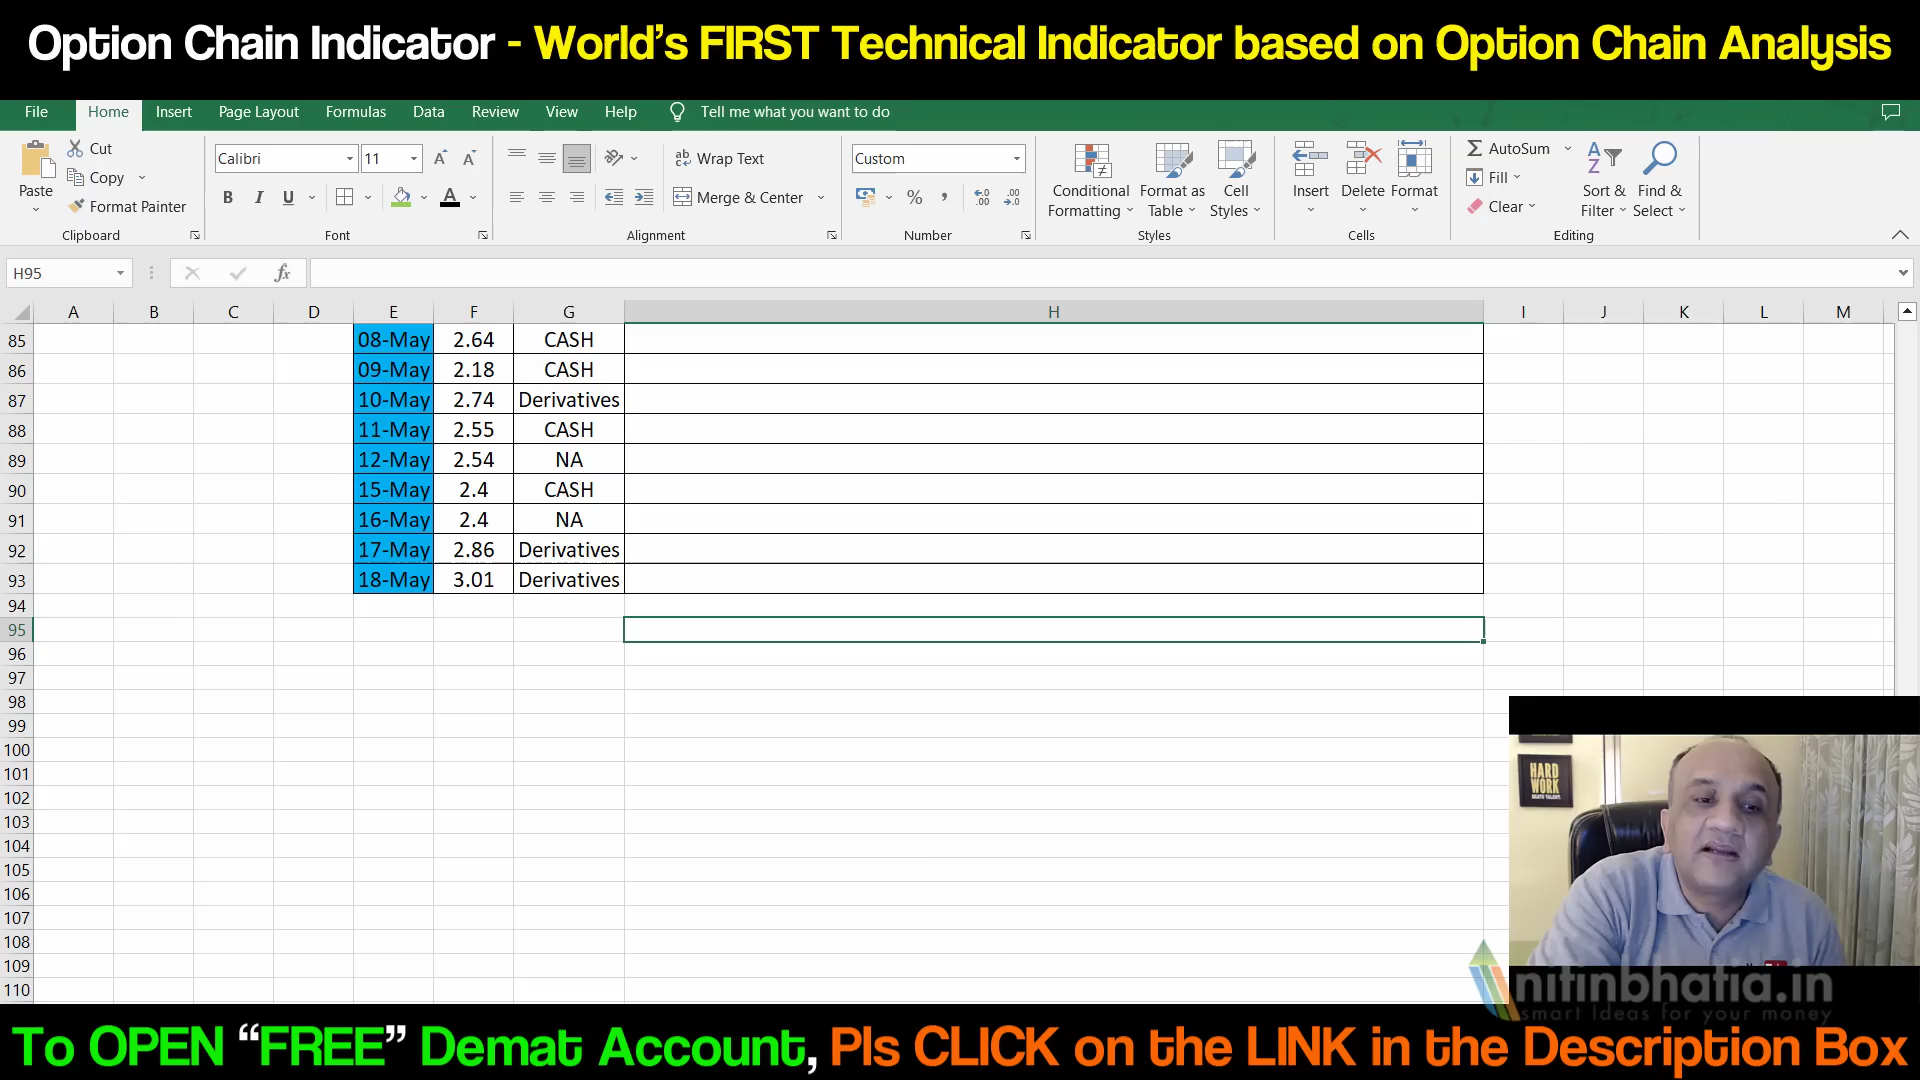 Option Chain Indicator - World's FIRST Technical Indicator based on Option Chain Analysis
File Home Insert Page Layout Formulas Data Review View Help Tell me what you want to do
Paste
Cut
Copy
Format Painter
Clipboard
Calibri 11
B I U
Font
Wrap Text
Merge & Center
Alignment
Custom
Number
Conditional Formatting
Format as Table
Cell Styles
Styles
Insert Delete Format
Cells
AutoSum
Fill
Clear
Sort & Filter
Find & Select
Editing
H95 fx
A B C D E F G H I J K L M
85 08-May 2.64 CASH
86 09-May 2.18 CASH
87 10-May 2.74 Derivatives
88 11-May 2.55 CASH
89 12-May 2.54 NA
90 15-May 2.4 CASH
91 16-May 2.4 NA
92 17-May 2.86 Derivatives
93 18-May 3.01 Derivatives
94
95
96
97
98
99
100
101
102
103
104
105
106
107
108
109
110
HARD
WORK
nitinbhatia.in
smart Ideas for your money
To OPEN "FREE" Demat Account, Pls CLICK on the LINK in the Description Box